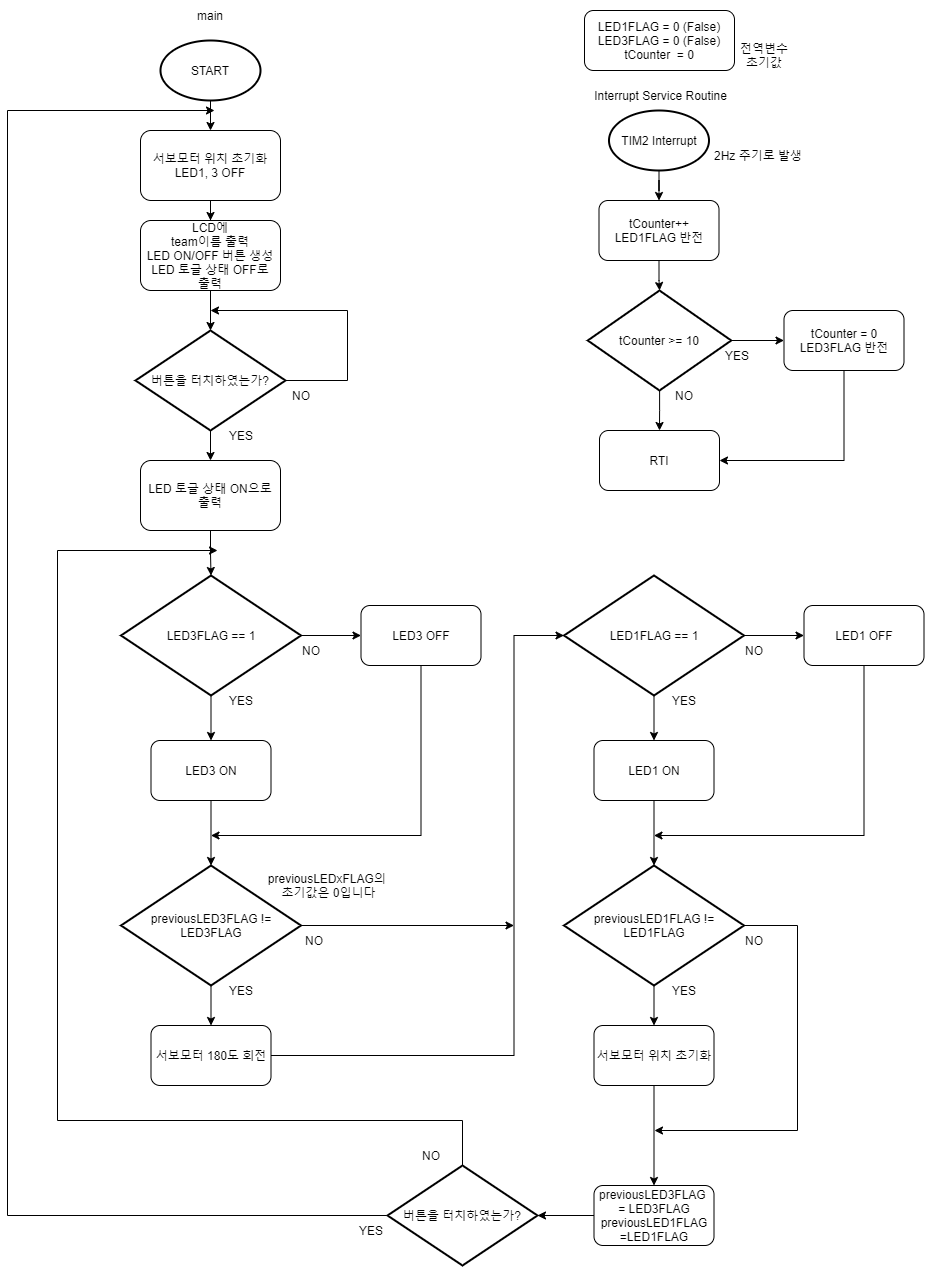 main
START
서보모터 위치 초기화
LED1, 3 OFF
LCD에
team이름 출력
LED ON/OFF 버튼 생성
LED 토글 상태 OFF로
출력
버튼을 터치하였는가?
NO
YES
LED 토글 상태 ON으로
출력
LED3FLAG == 1
NO
YES
LED3 OFF
LED3 ON
previousLEDxFLAG의
초기값은 0입니다
previousLED3FLAG !=
LED3FLAG
NO
YES
서보모터 180도 회전
LED1FLAG = 0 (False)
LED3FLAG = 0 (False)
tCounter = 0
전역변수
초기값
Interrupt Service Routine
TIM2 Interrupt
2Hz 주기로 발생
tCounter++
LED1FLAG 반전
tCounter >= 10
YES
NO
tCounter = 0
LED3FLAG 반전
RTI
LED1FLAG == 1
NO
YES
LED1 OFF
LED1 ON
previousLED1FLAG !=
LED1FLAG
NO
YES
서보모터 위치 초기화
previousLED3FLAG
= LED3FLAG
previousLED1FLAG
=LED1FLAG
버튼을 터치하였는가?
NO
YES